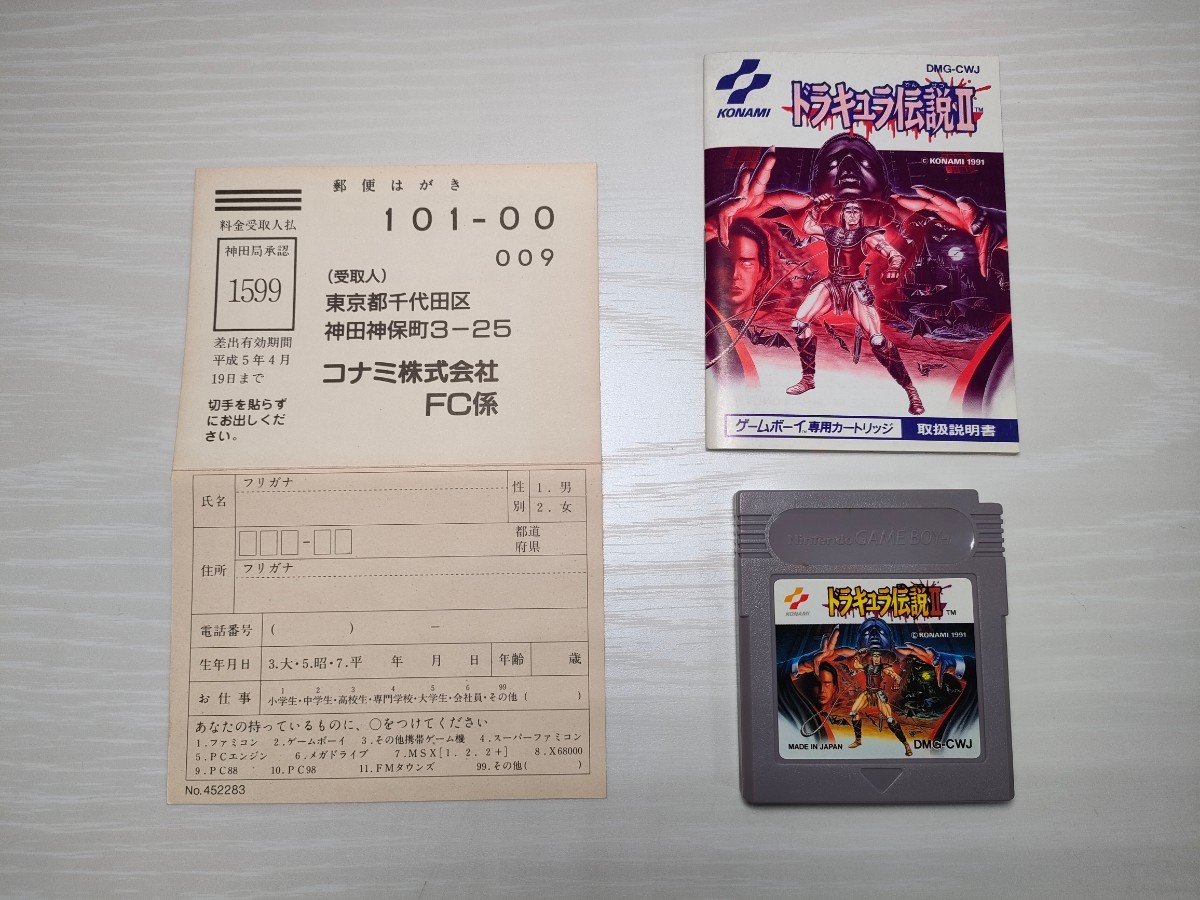 郵便はがき
料金受取人払
神田局承認
1599
差出有効期間
平成5年4月
19日まで
切手を貼らず
にお出しくだ
さい。
101-00
009
(受取人)
東京都千代田区
神田神保町3-25
コナミ株式会社
FC係
氏名
フリガナ
性別
1.男
2.女
住所
都道
府県
フリガナ
電話番号
( ) -
生年月日
3.大・5.昭・7.平 年 月 日
年齢
歳
お仕事
1 2 3 4 5 6 99
小学生・中学生・高校生・専門学校・大学生・会社員・その他( )
あなたの持っているものに、○をつけてください
1.ファミコン 2.ゲームボーイ 3.その他携帯ゲーム機 4.スーパーファミコン
5.PCエンジン 6.メガドライブ 7.MSX[1.2.2+] 8.X68000
9.PC88 10.PC98 11.FMタウンズ 99.その他( )
No.452283
KONAMI
DMG-CWJ
ドラキュラ伝説II™
© KONAMI 1991
ゲームボーイ™専用カートリッジ
取扱説明書
Nintendo GAME BOY™
KONAMI
ドラキュラ伝説II™
© KONAMI 1991
MADE IN JAPAN
DMG-CWJ